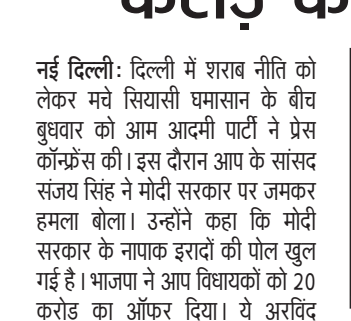 नई दिल्ली: दिल्ली में शराब नीति को
लेकर मचे सियासी घमासान के बीच
बुधवार को आम आदमी पार्टी ने प्रेस
कॉन्फ्रेंस की। इस दौरान आप के सांसद
संजय सिंह ने मोदी सरकार पर जमकर
हमला बोला। उन्होंने कहा कि मोदी
सरकार के नापाक इरादों की पोल खुल
गई है। भाजपा ने आप विधायकों को 20
करोड़ का ऑफर दिया। ये अरविंद